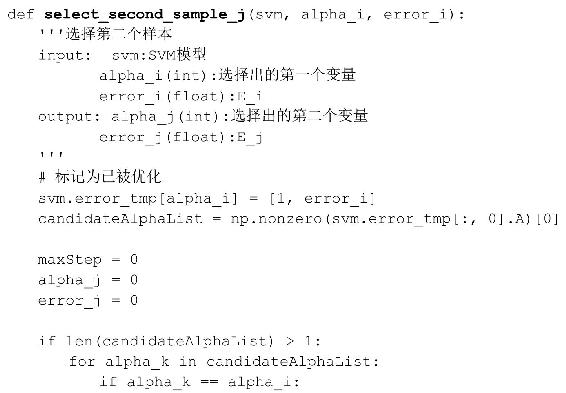 def select_second_sample_j(svm, alpha_i, error_i):
'''选择第二个样本
input:  svm:SVM模型
alpha_i(int):选择出的第一个变量
error_i(float):E_i
output: alpha_j(int):选择出的第二个变量
error_j(float):E_j
'''
# 标记为已被优化
svm.error_tmp[alpha_i] = [1, error_i]
candidateAlphaList = np.nonzero(svm.error_tmp[:, 0].A)[0]
maxStep = 0
alpha_j = 0
error_j = 0
if len(candidateAlphaList) > 1:
for alpha_k in candidateAlphaList:
if alpha_k == alpha_i: